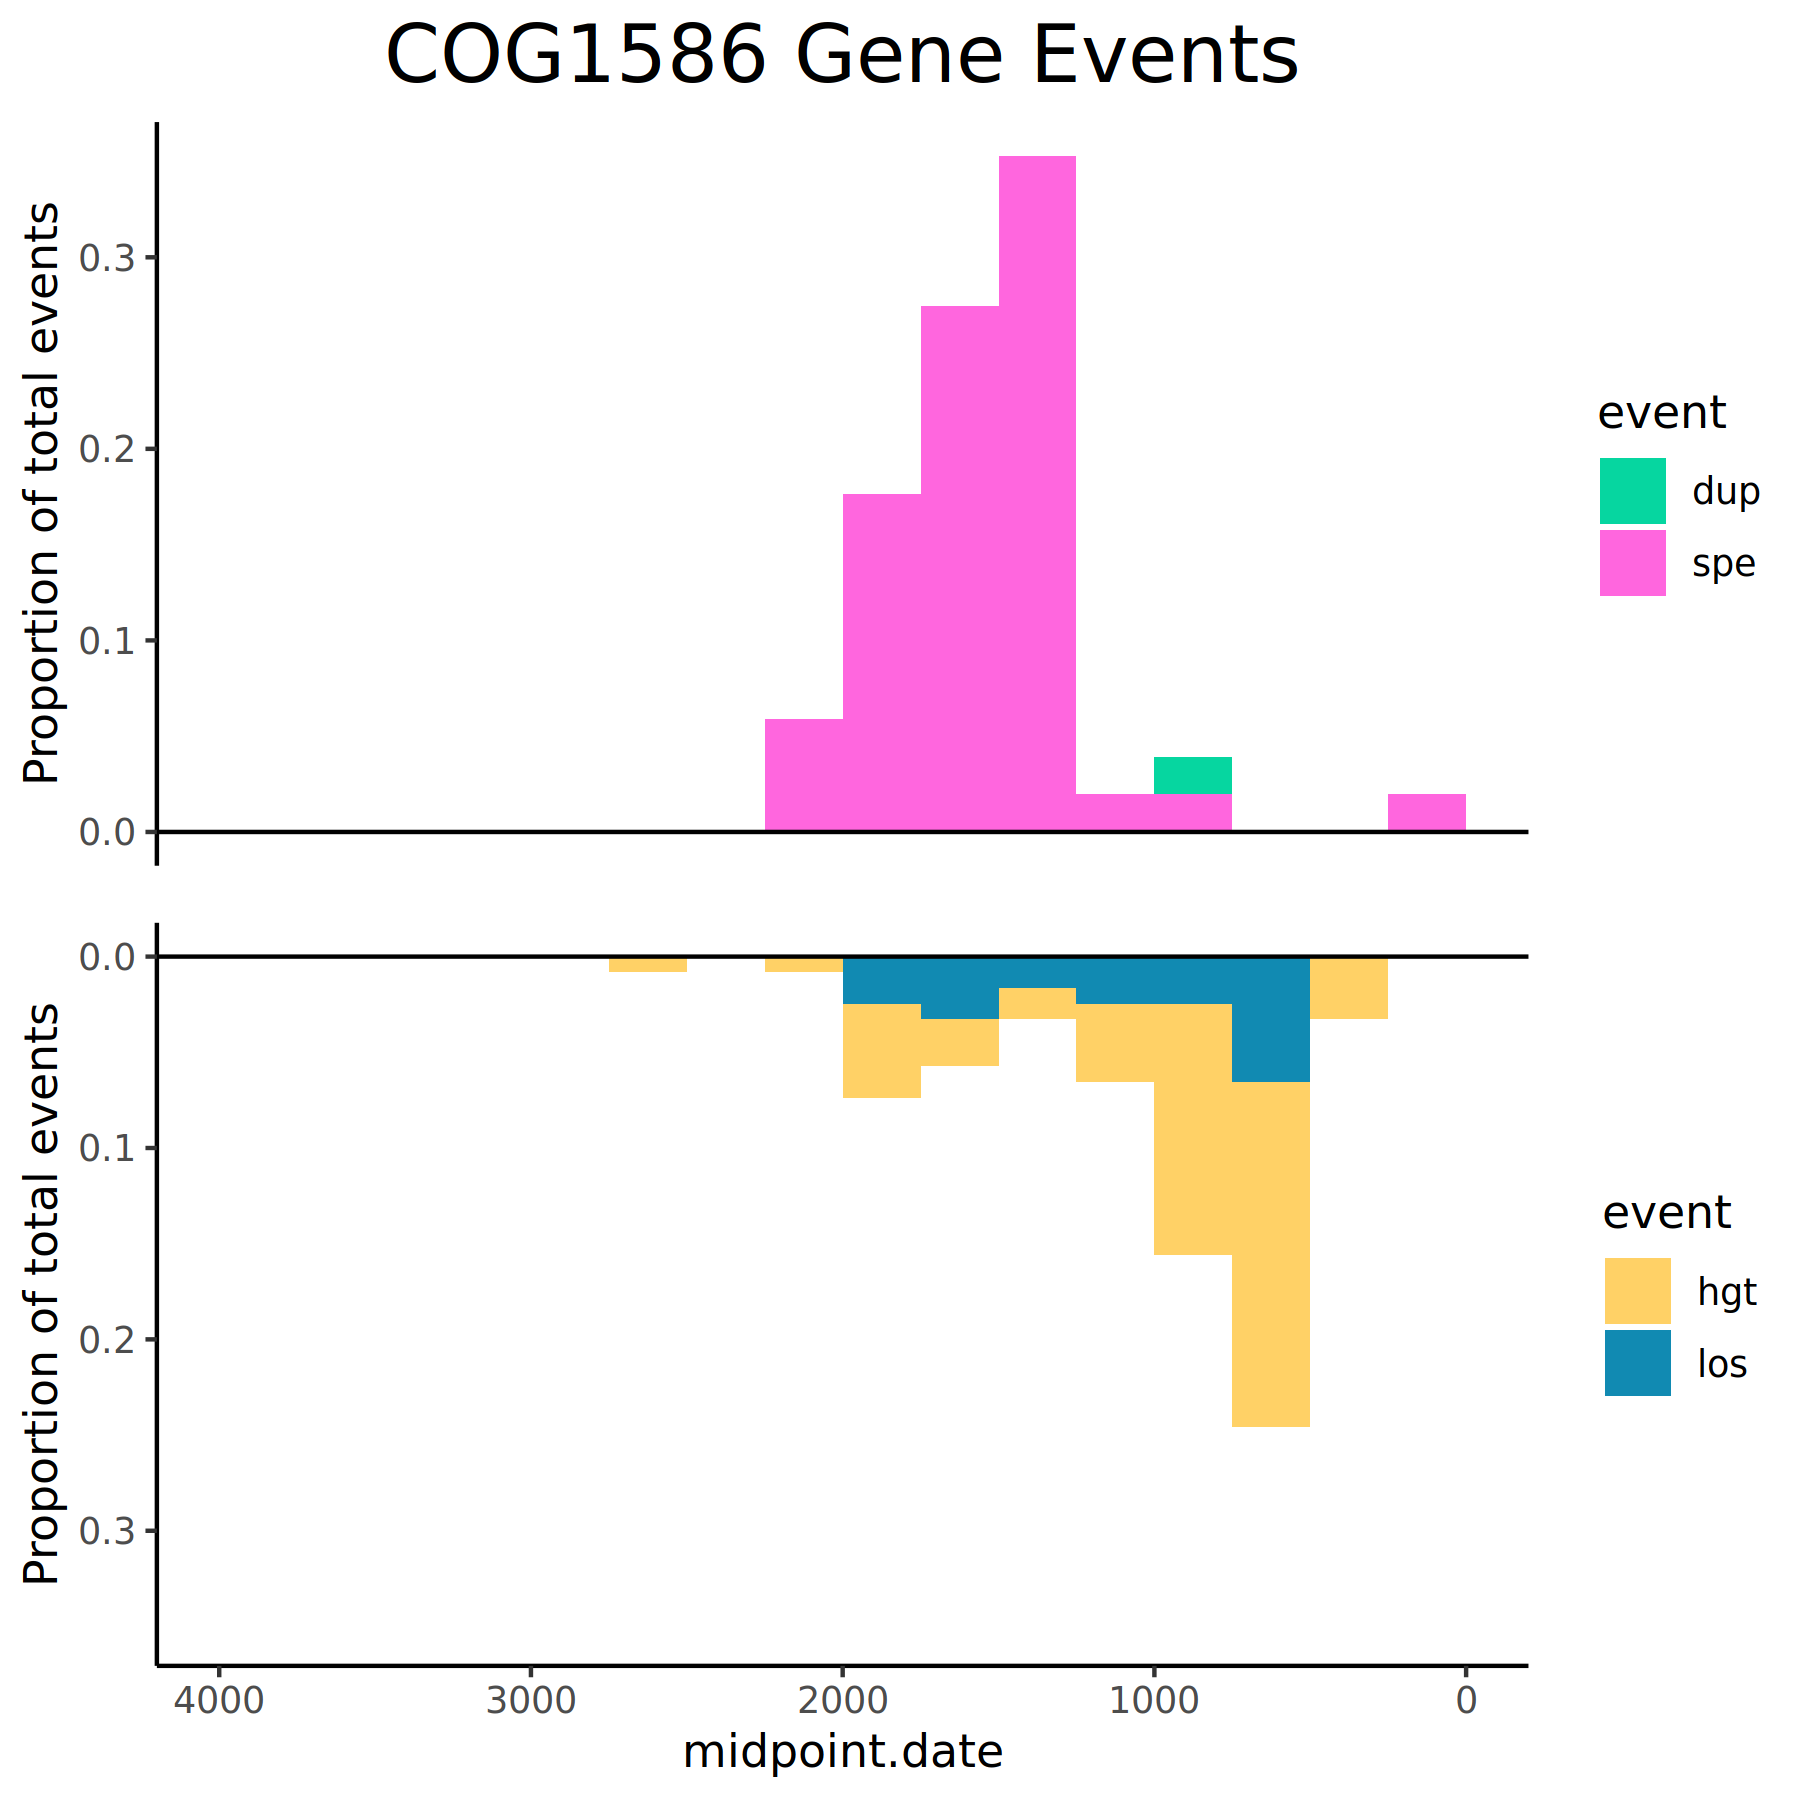 COG1586 Gene Events
Proportion of total events
0.3
0.2
0.1
0.0
event
dup
spe
Proportion of total events
0.0
0.1
0.2
0.3
event
hgt
los
4000 3000 2000 1000 0
midpoint.date